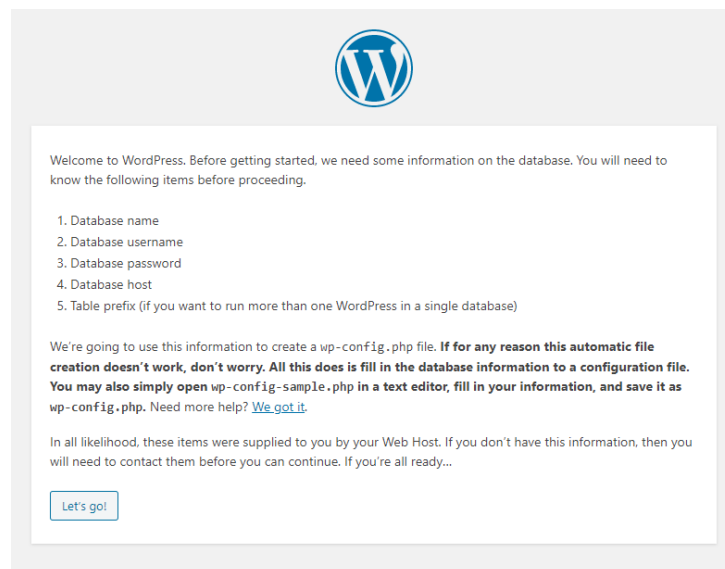 Welcome to WordPress. Before getting started, we need some information on the database. You will need to
know the following items before proceeding.
1. Database name
2. Database username
3. Database password
4. Database host
5. Table prefix (if you want to run more than one WordPress in a single database)
We’re going to use this information to create a wp-config.php file. If for any reason this automatic file
creation doesn’t work, don’t worry. All this does is fill in the database information to a configuration file.
You may also simply open wp-config-sample.php in a text editor, fill in your information, and save it as
wp-config.php. Need more help? We got it.
In all likelihood, these items were supplied to you by your Web Host. If you don’t have this information, then you
will need to contact them before you can continue. If you’re all ready…
Let’s go!